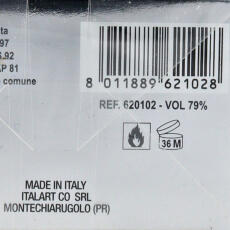 ta
97
.92
AP 81
comune
8 011889 621028
REF. 620102 - VOL 79%
36 M
MADE IN ITALY
ITALART CO SRL
MONTECHIARUGOLO (PR)